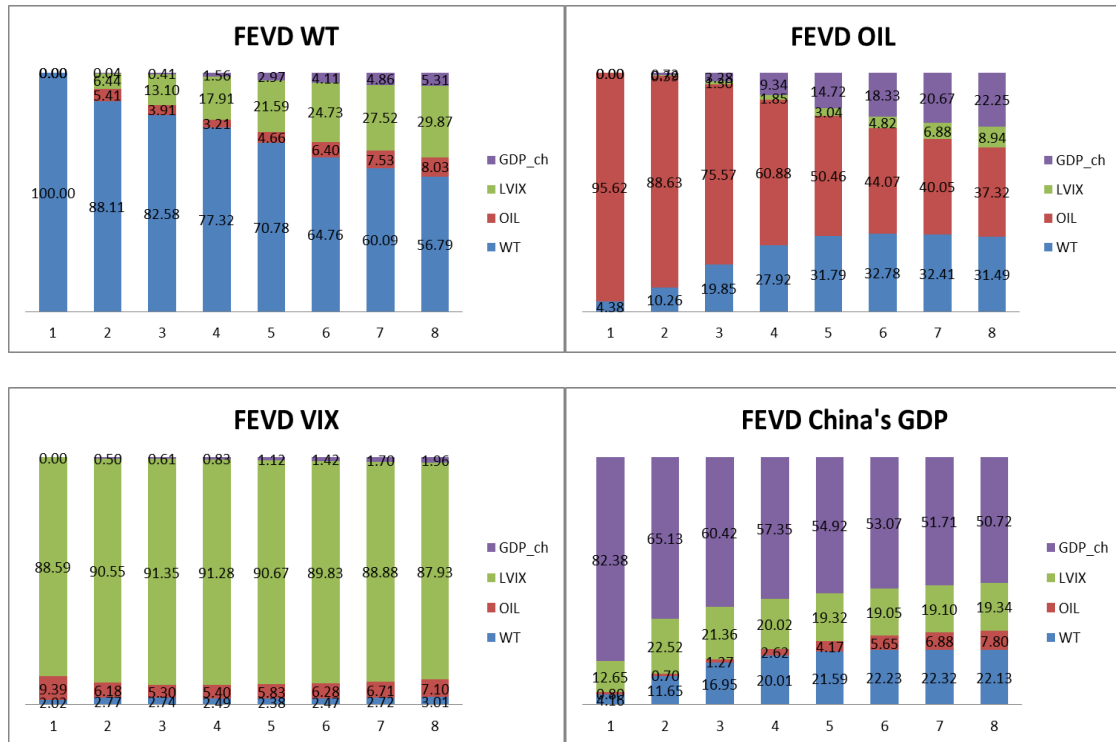 FEVD WT
0.00 0.04 0.41 1.56 2.97 4.11 4.86 5.31
6.44 13.10 17.91 21.59 24.73 27.52 29.87
5.41 3.91 3.21 4.66 6.40 7.53 8.03
100.00 88.11 82.58 77.32 70.78 64.76 60.09 56.79
1 2 3 4 5 6 7 8
GDP_ch
LVIX
OIL
WT
FEVD OIL
0.00 0.72 3.28 9.34 14.72 18.33 20.67 22.25
0.39 1.30 1.85 3.04 4.82 6.88 8.94
95.62 88.63 75.57 60.88 50.46 44.07 40.05 37.32
4.38 10.26 19.85 27.92 31.79 32.78 32.41 31.49
1 2 3 4 5 6 7 8
GDP_ch
LVIX
OIL
WT
FEVD VIX
0.00 0.50 0.61 0.83 1.12 1.42 1.70 1.96
88.59 90.55 91.35 91.28 90.67 89.83 88.88 87.93
9.39 6.18 5.30 5.40 5.83 6.28 6.71 7.10
2.02 2.77 2.74 2.49 2.38 2.47 2.72 3.01
1 2 3 4 5 6 7 8
GDP_ch
LVIX
OIL
WT
FEVD China's GDP
82.38 65.13 60.42 57.35 54.92 53.07 51.71 50.72
12.65 22.52 21.36 20.02 19.32 19.05 19.10 19.34
0.80 0.70 1.27 2.62 4.17 5.65 6.88 7.80
4.16 11.65 16.95 20.01 21.59 22.23 22.32 22.13
1 2 3 4 5 6 7 8
GDP_ch
LVIX
OIL
WT